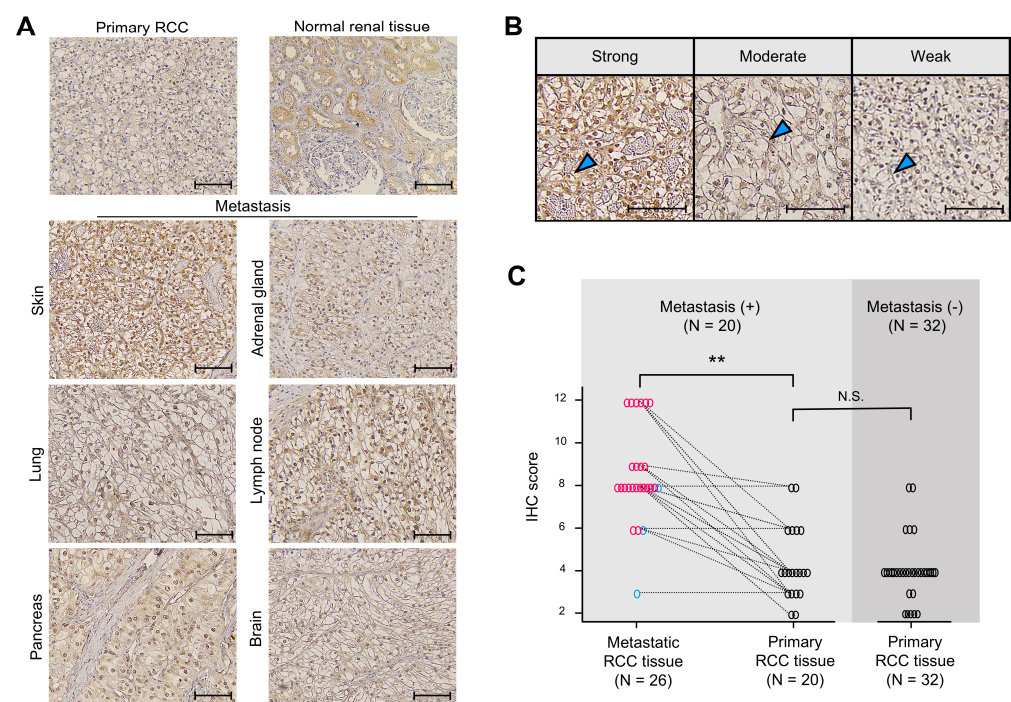 A
Primary RCC
Normal renal tissue
Metastasis
Skin
Adrenal gland
Lung
Lymph node
Pancreas
Brain
B
Strong
Moderate
Weak
C
Metastasis (+)
(N = 20)
Metastasis (-)
(N = 32)
**
N.S.
IHC score
12
10
8
6
4
2
Metastatic
RCC tissue
(N = 26)
Primary
RCC tissue
(N = 20)
Primary
RCC tissue
(N = 32)